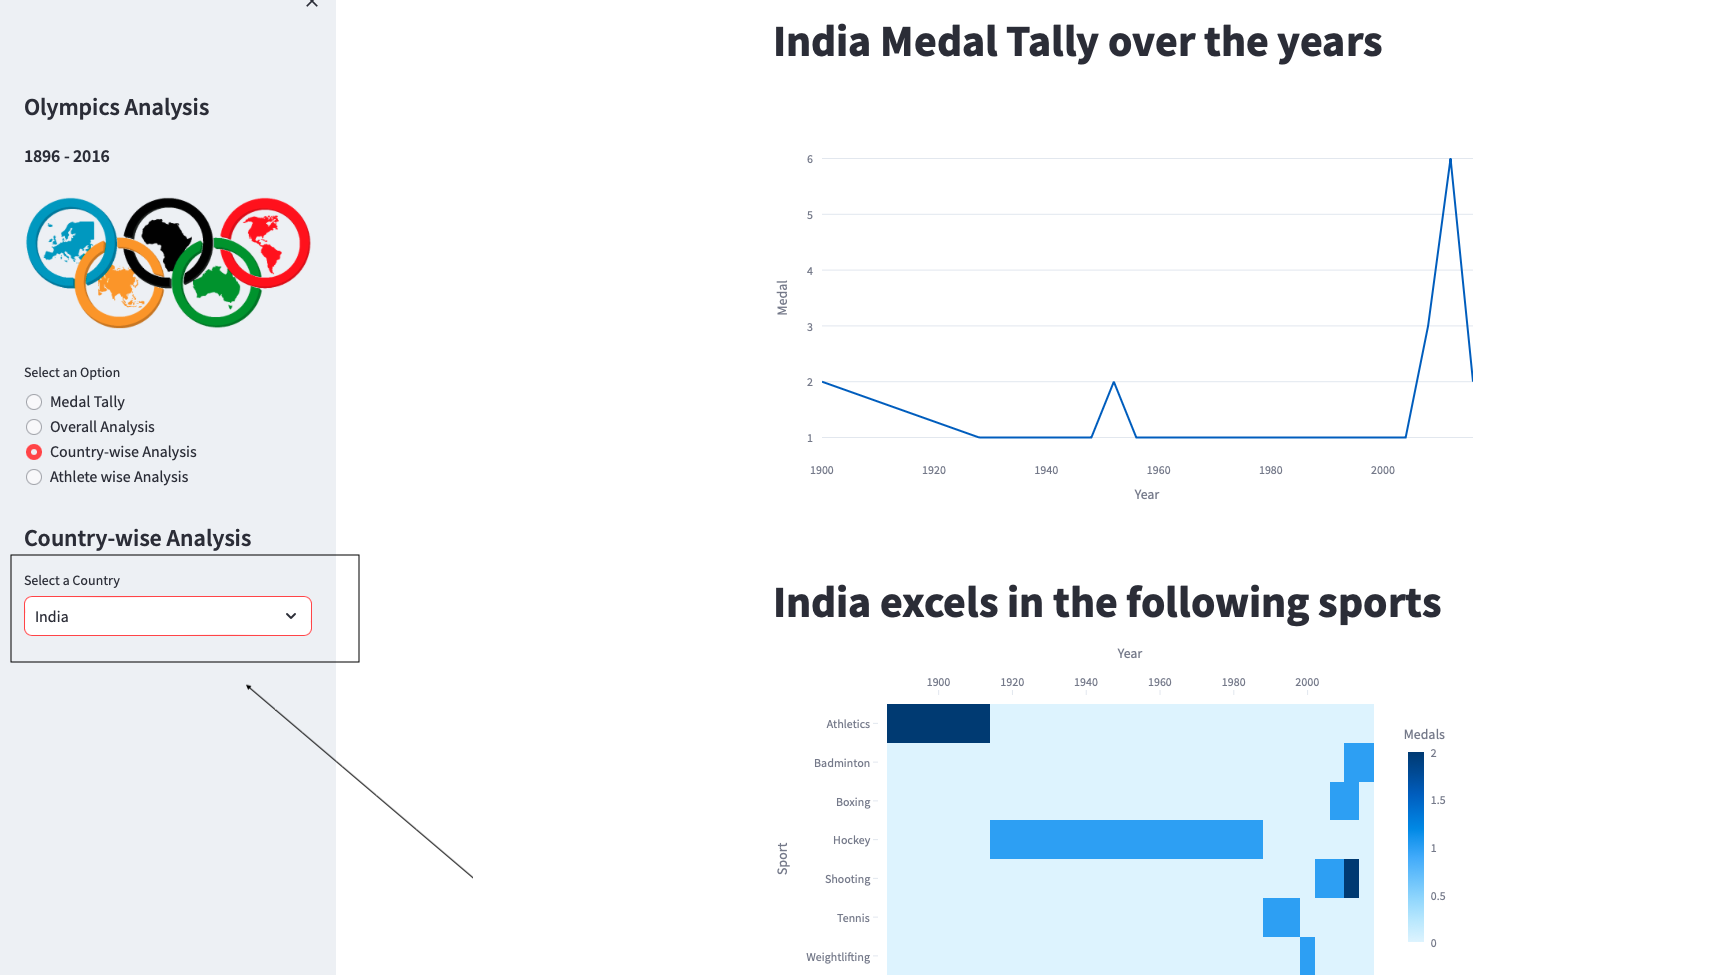 Olympics Analysis
1896 - 2016
Select an Option
Medal Tally
Overall Analysis
Country-wise Analysis
Athlete wise Analysis
Country-wise Analysis
Select a Country
India
India Medal Tally over the years
6
5
4
3
2
1
Medal
1900 1920 1940 1960 1980 2000
Year
India excels in the following sports
Year
1900 1920 1940 1960 1980 2000
Sport
Athletics
Badminton
Boxing
Hockey
Shooting
Tennis
Weightlifting
Medals
2
1.5
1
0.5
0